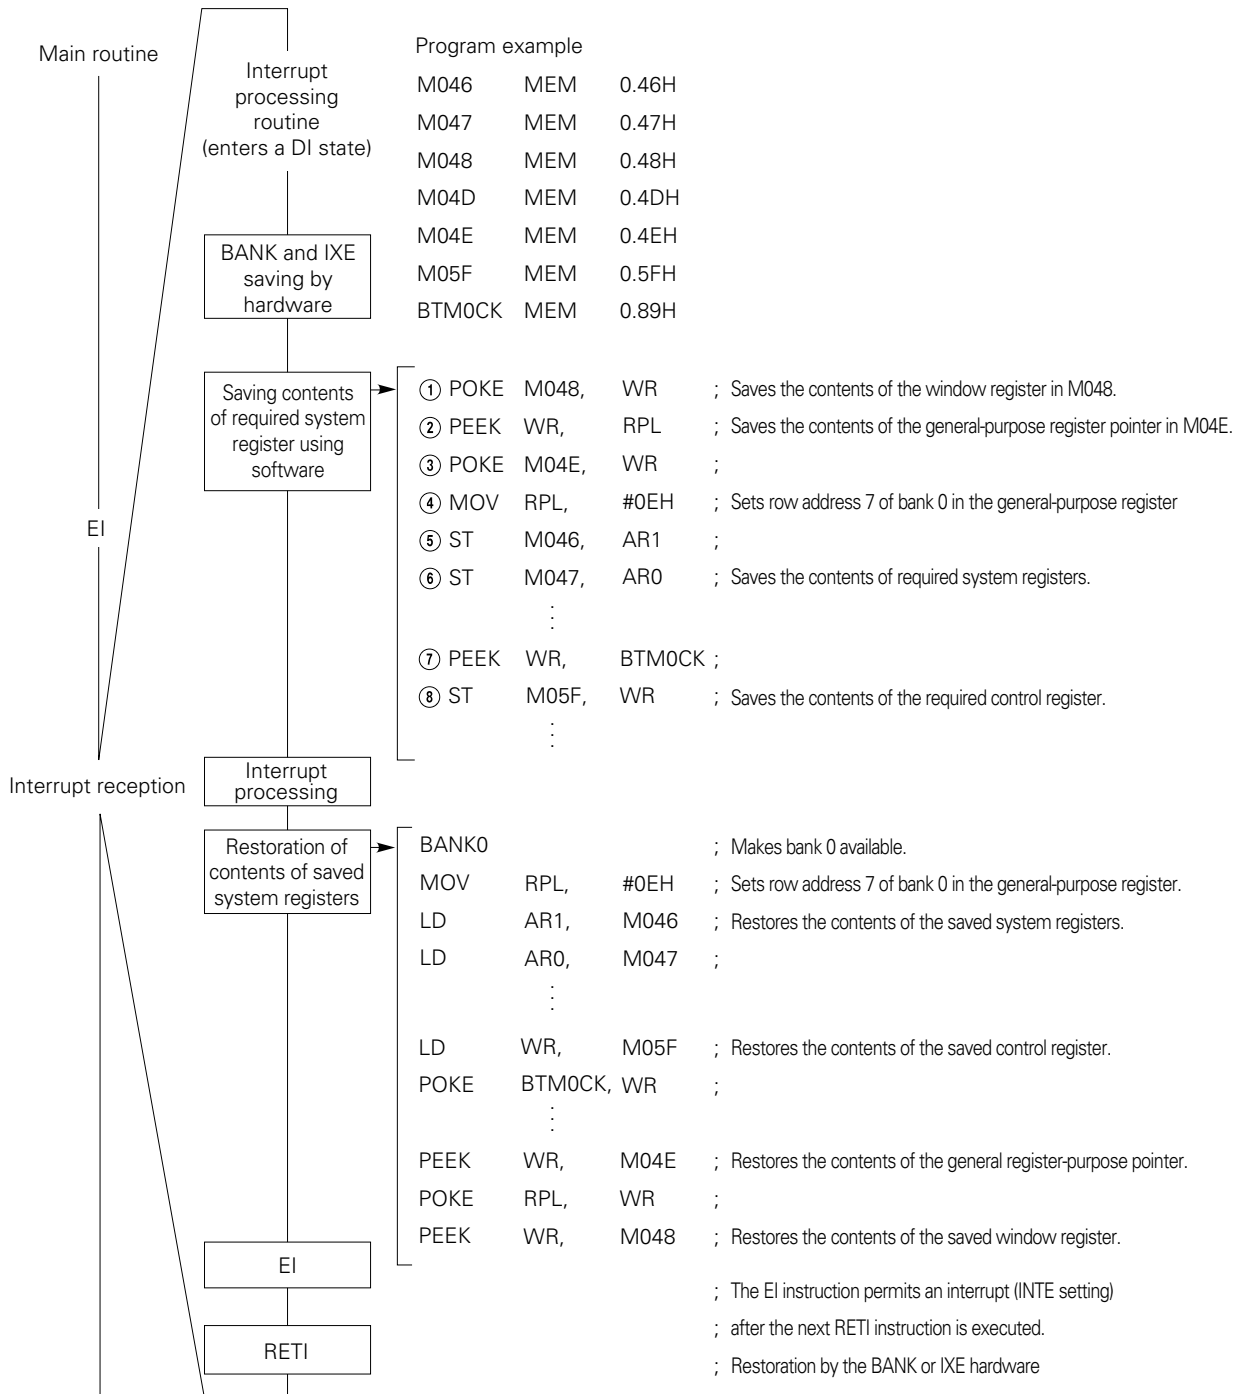 Main routine
EI
Interrupt reception
Interrupt
processing
routine
(enters a DI state)
BANK and IXE
saving by
hardware
Saving contents
of required system
register using
software
Interrupt
processing
Restoration of
contents of saved
system registers
EI
RETI
Program example
M046 MEM 0.46H
M047 MEM 0.47H
M048 MEM 0.48H
M04D MEM 0.4DH
M04E MEM 0.4EH
M05F MEM 0.5FH
BTM0CK MEM 0.89H
① POKE M048, WR ; Saves the contents of the window register in M048.
② PEEK WR, RPL ; Saves the contents of the general-purpose register pointer in M04E.
③ POKE M04E, WR ;
④ MOV RPL, #0EH ; Sets row address 7 of bank 0 in the general-purpose register
⑤ ST M046, AR1 ;
⑥ ST M047, AR0 ; Saves the contents of required system registers.
⑦ PEEK WR, BTM0CK ;
⑧ ST M05F, WR ; Saves the contents of the required control register.
BANK0 ; Makes bank 0 available.
MOV RPL, #0EH ; Sets row address 7 of bank 0 in the general-purpose register.
LD AR1, M046 ; Restores the contents of the saved system registers.
LD AR0, M047 ;
LD WR, M05F ; Restores the contents of the saved control register.
POKE BTM0CK, WR ;
PEEK WR, M04E ; Restores the contents of the general register-purpose pointer.
POKE RPL, WR ;
PEEK WR, M048 ; Restores the contents of the saved window register.
; The EI instruction permits an interrupt (INTE setting)
; after the next RETI instruction is executed.
; Restoration by the BANK or IXE hardware